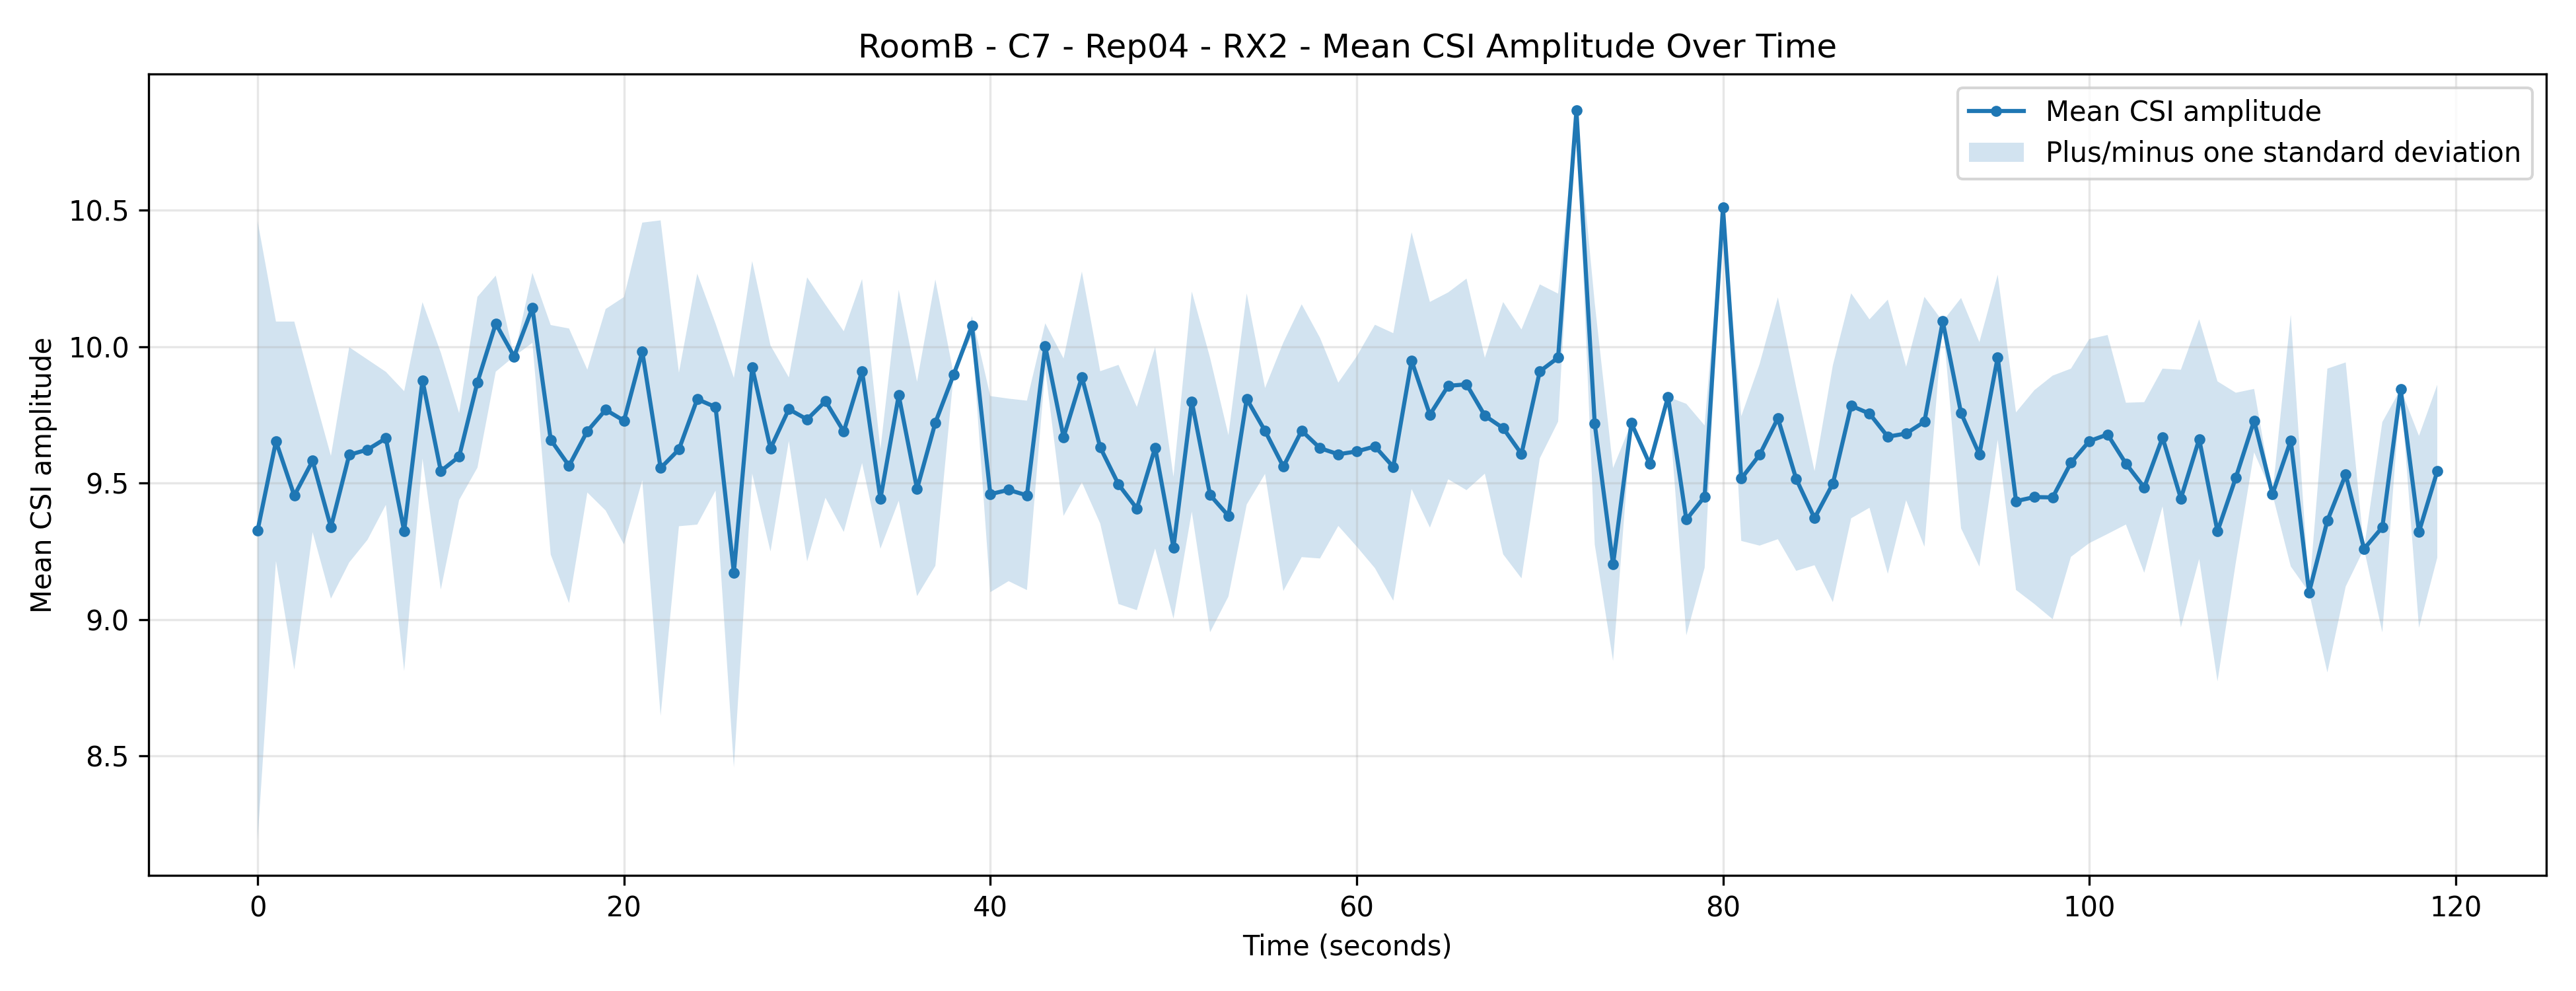 RoomB - C7 - Rep04 - RX2 - Mean CSI Amplitude Over Time
Mean CSI amplitude
Plus/minus one standard deviation
Mean CSI amplitude
10.5
10.0
9.5
9.0
8.5
0 20 40 60 80 100 120
Time (seconds)